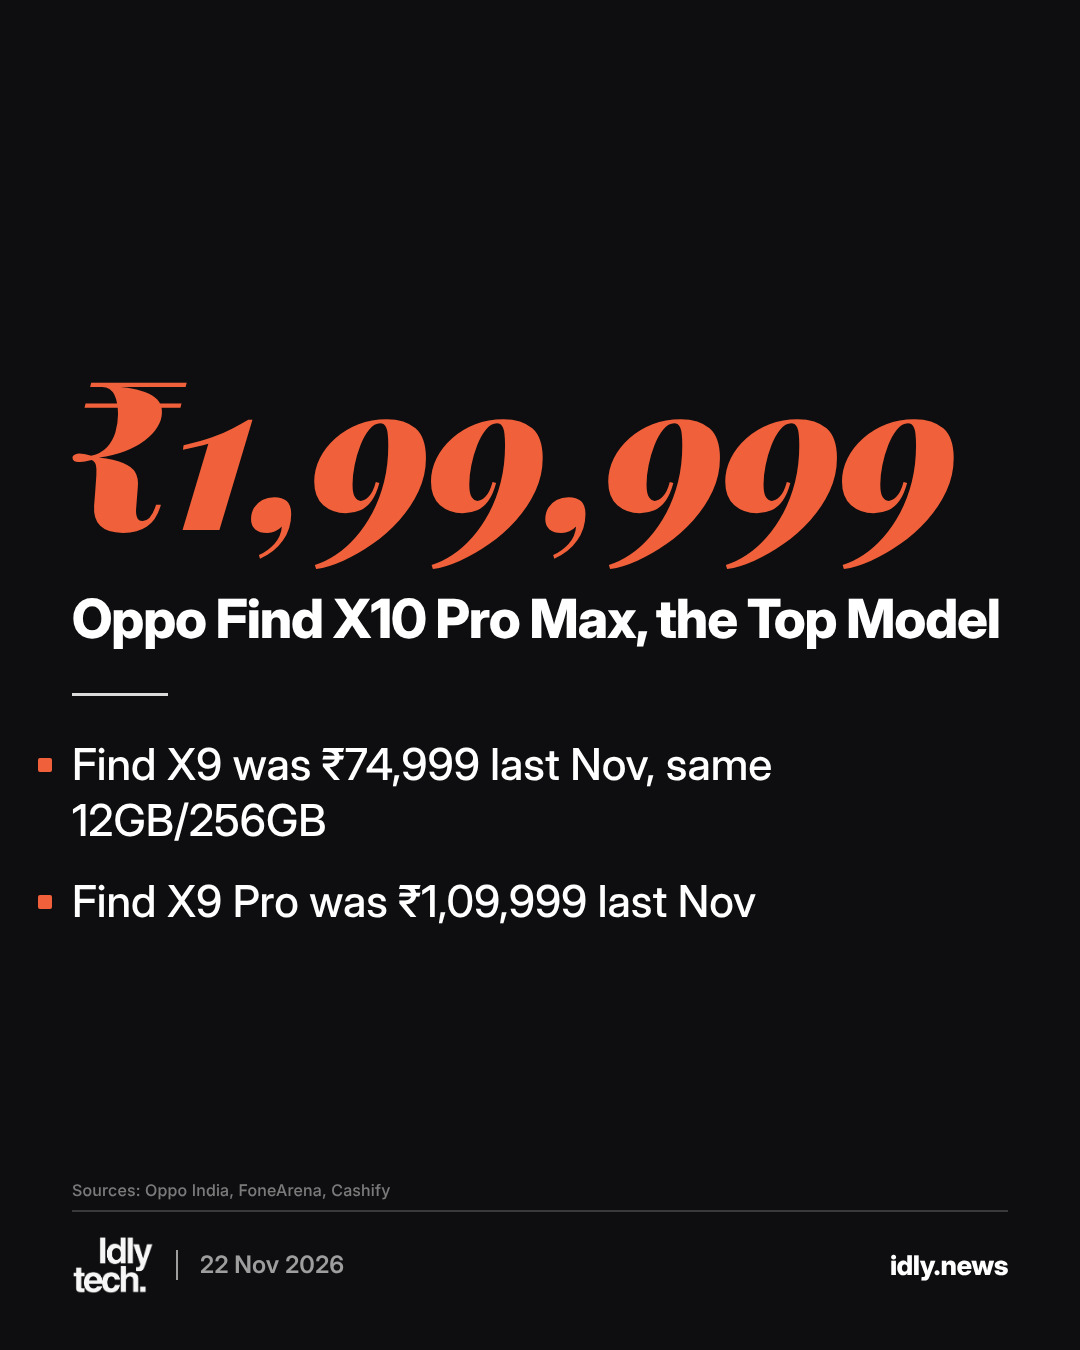 ₹1,99,999
Oppo Find X10 Pro Max, the Top Model
Find X9 was ₹74,999 last Nov, same
12GB/256GB
Find X9 Pro was ₹1,09,999 last Nov
Sources: Oppo India, FoneArena, Cashify
Idly
tech.
22 Nov 2026
idly.news